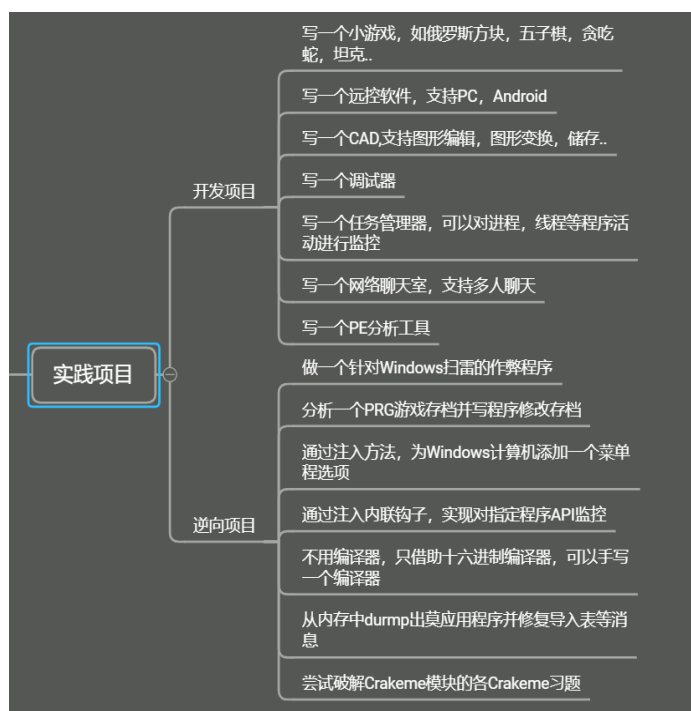 写一个小游戏，如俄罗斯方块，五子棋，贪吃
蛇，坦克..
写一个远控软件，支持PC，Android
写一个CAD,支持图形编辑，图形变换，储存..
写一个调试器
开发项目
写一个任务管理器，可以对进程，线程等程序活
动进行监控
写一个网络聊天室，支持多人聊天
写一个PE分析工具
实践项目
做一个针对Windows扫雷的作弊程序
分析一个PRG游戏存档并写程序修改存档
通过注入方法，为Windows计算机添加一个菜单
程选项
逆向项目
通过注入内联钩子，实现对指定程序API监控
不用编译器，只借助十六进制编译器，可以手写
一个编译器
从内存中durmp出莫应用程序并修复导入表等消
息
尝试破解Crakeme模块的各Crakeme习题